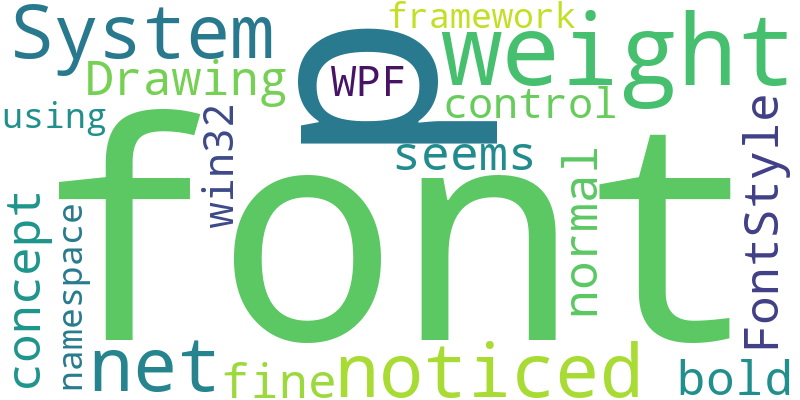 framework
System
weight
Drawing
WPF
p
control
using
win32
seems
FontStyle
font
normal
concept
namespace
net
noticed
fine
bold